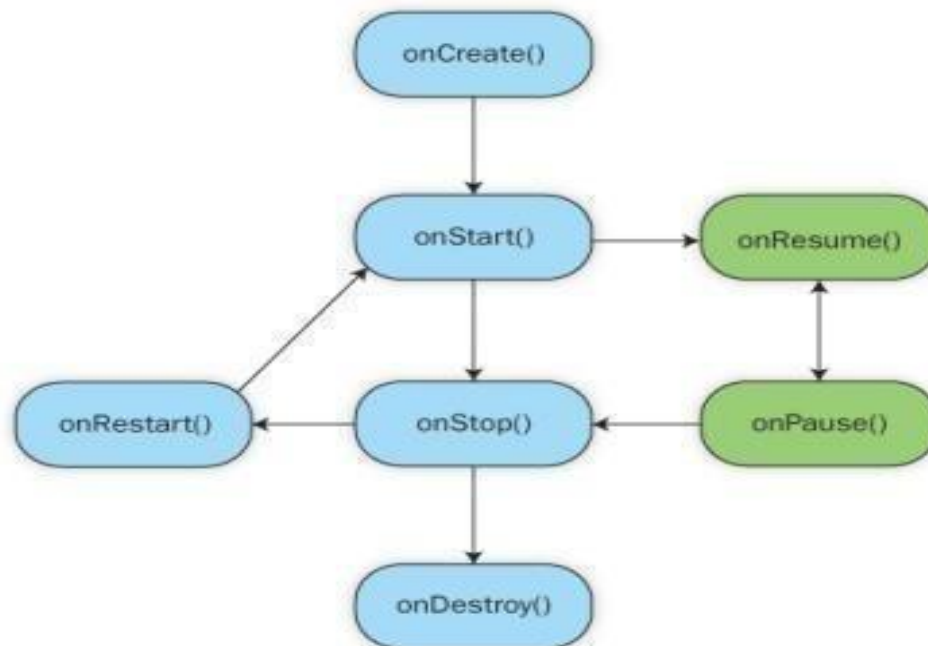 onCreate()
onStart()
onResume()
onRestart()
onStop()
onPause()
onDestroy()